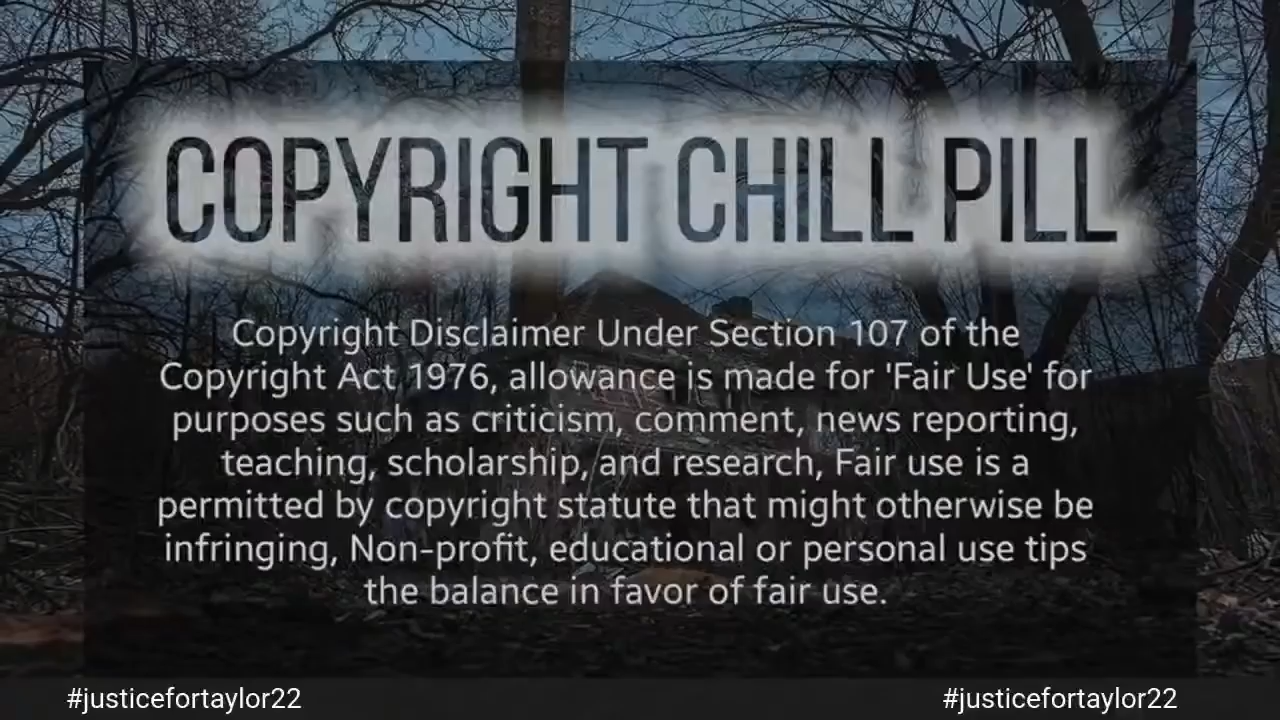 COPYRIGHT CHILL PILL
Copyright Disclaimer Under Section 107 of the
Copyright Act 1976, allowance is made for 'Fair Use' for
purposes such as criticism, comment, news reporting,
teaching, scholarship, and research, Fair use is a
permitted by copyright statute that might otherwise be
infringing, Non-profit, educational or personal use tips
the balance in favor of fair use.
#justicefortaylor22 #justicefortaylor22